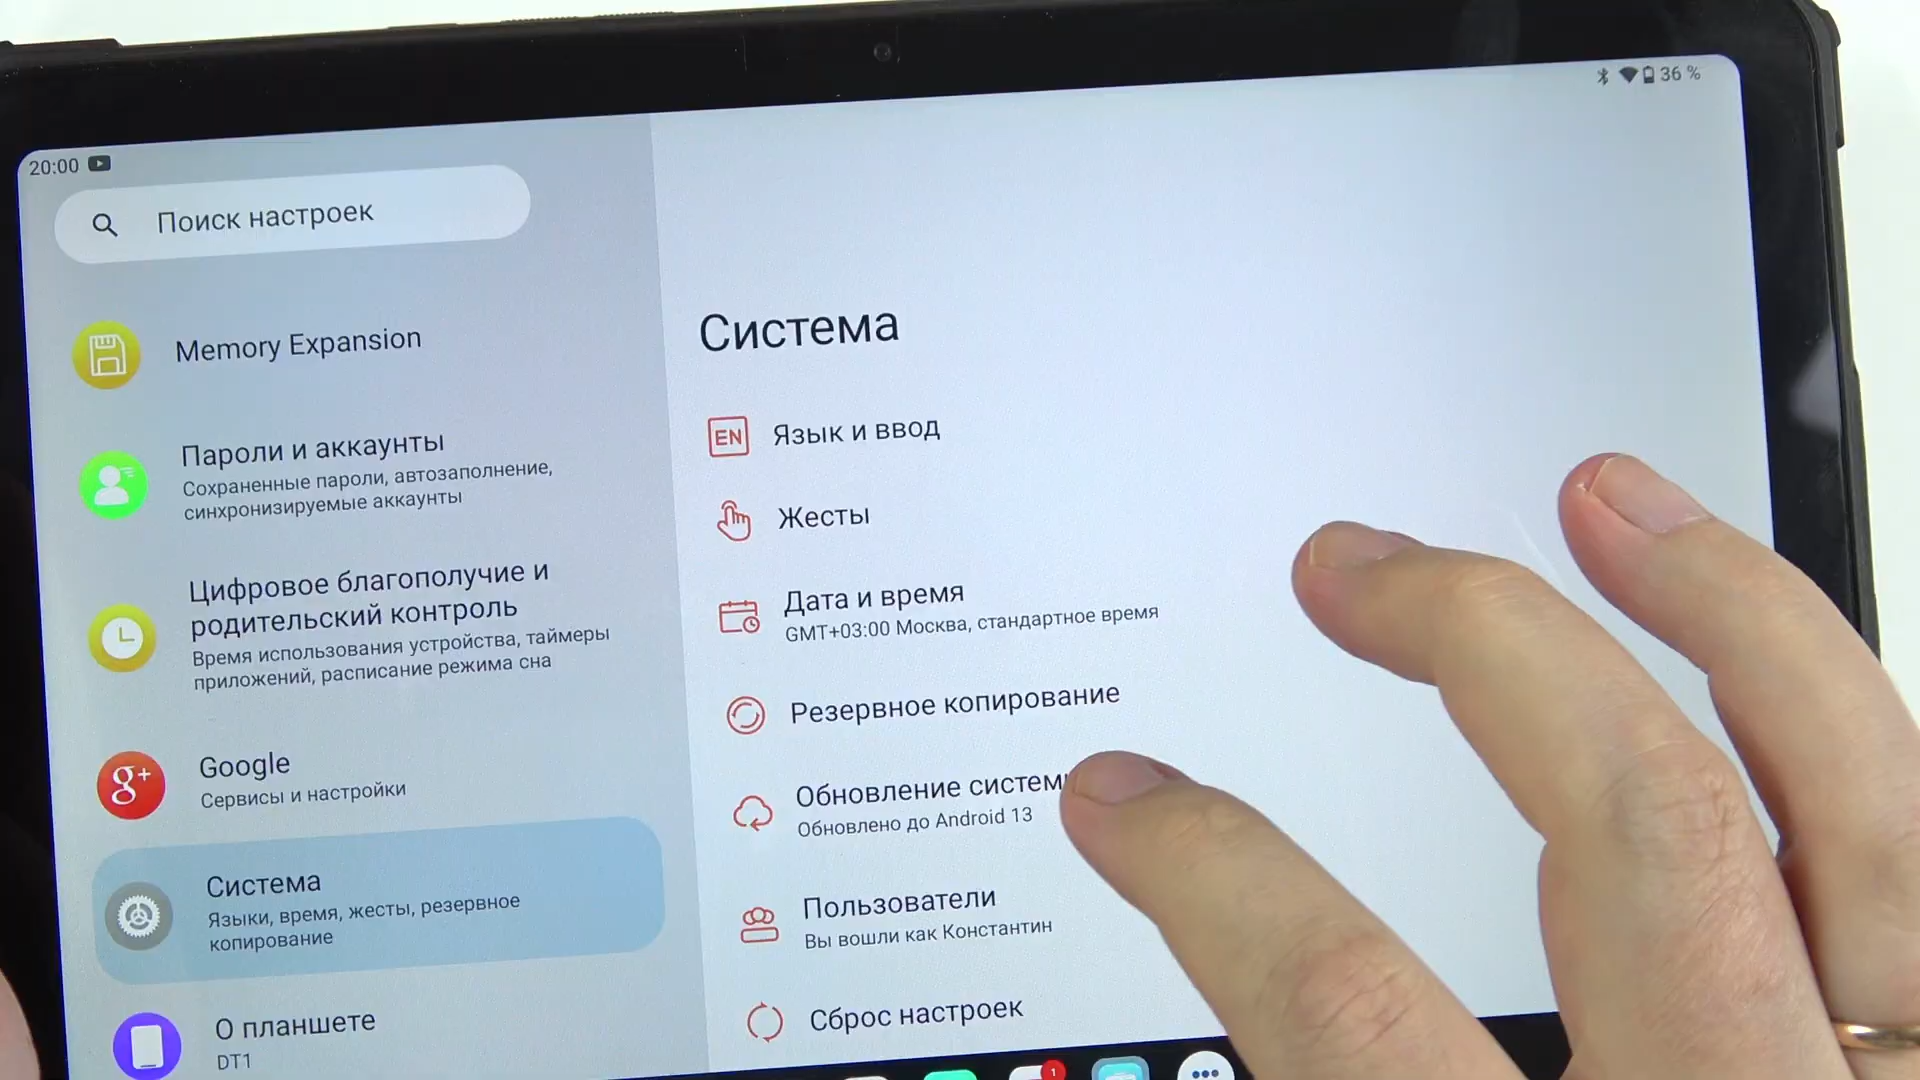 20:00
36 %
Поиск настроек
Memory Expansion
Пароли и аккаунты
Сохраненные пароли, автозаполнение,
синхронизируемые аккаунты
Цифровое благополучие и
родительский контроль
Время использования устройства, таймеры
приложений, расписание режима сна
g+
Google
Сервисы и настройки
Система
Языки, время, жесты, резервное
копирование
О планшете
DT1
Система
EN
Язык и ввод
Жесты
Дата и время
GMT+03:00 Москва, стандартное время
Резервное копирование
Обновление систем
Обновлено до Android 13
Пользователи
Вы вошли как Константин
Сброс настроек
1